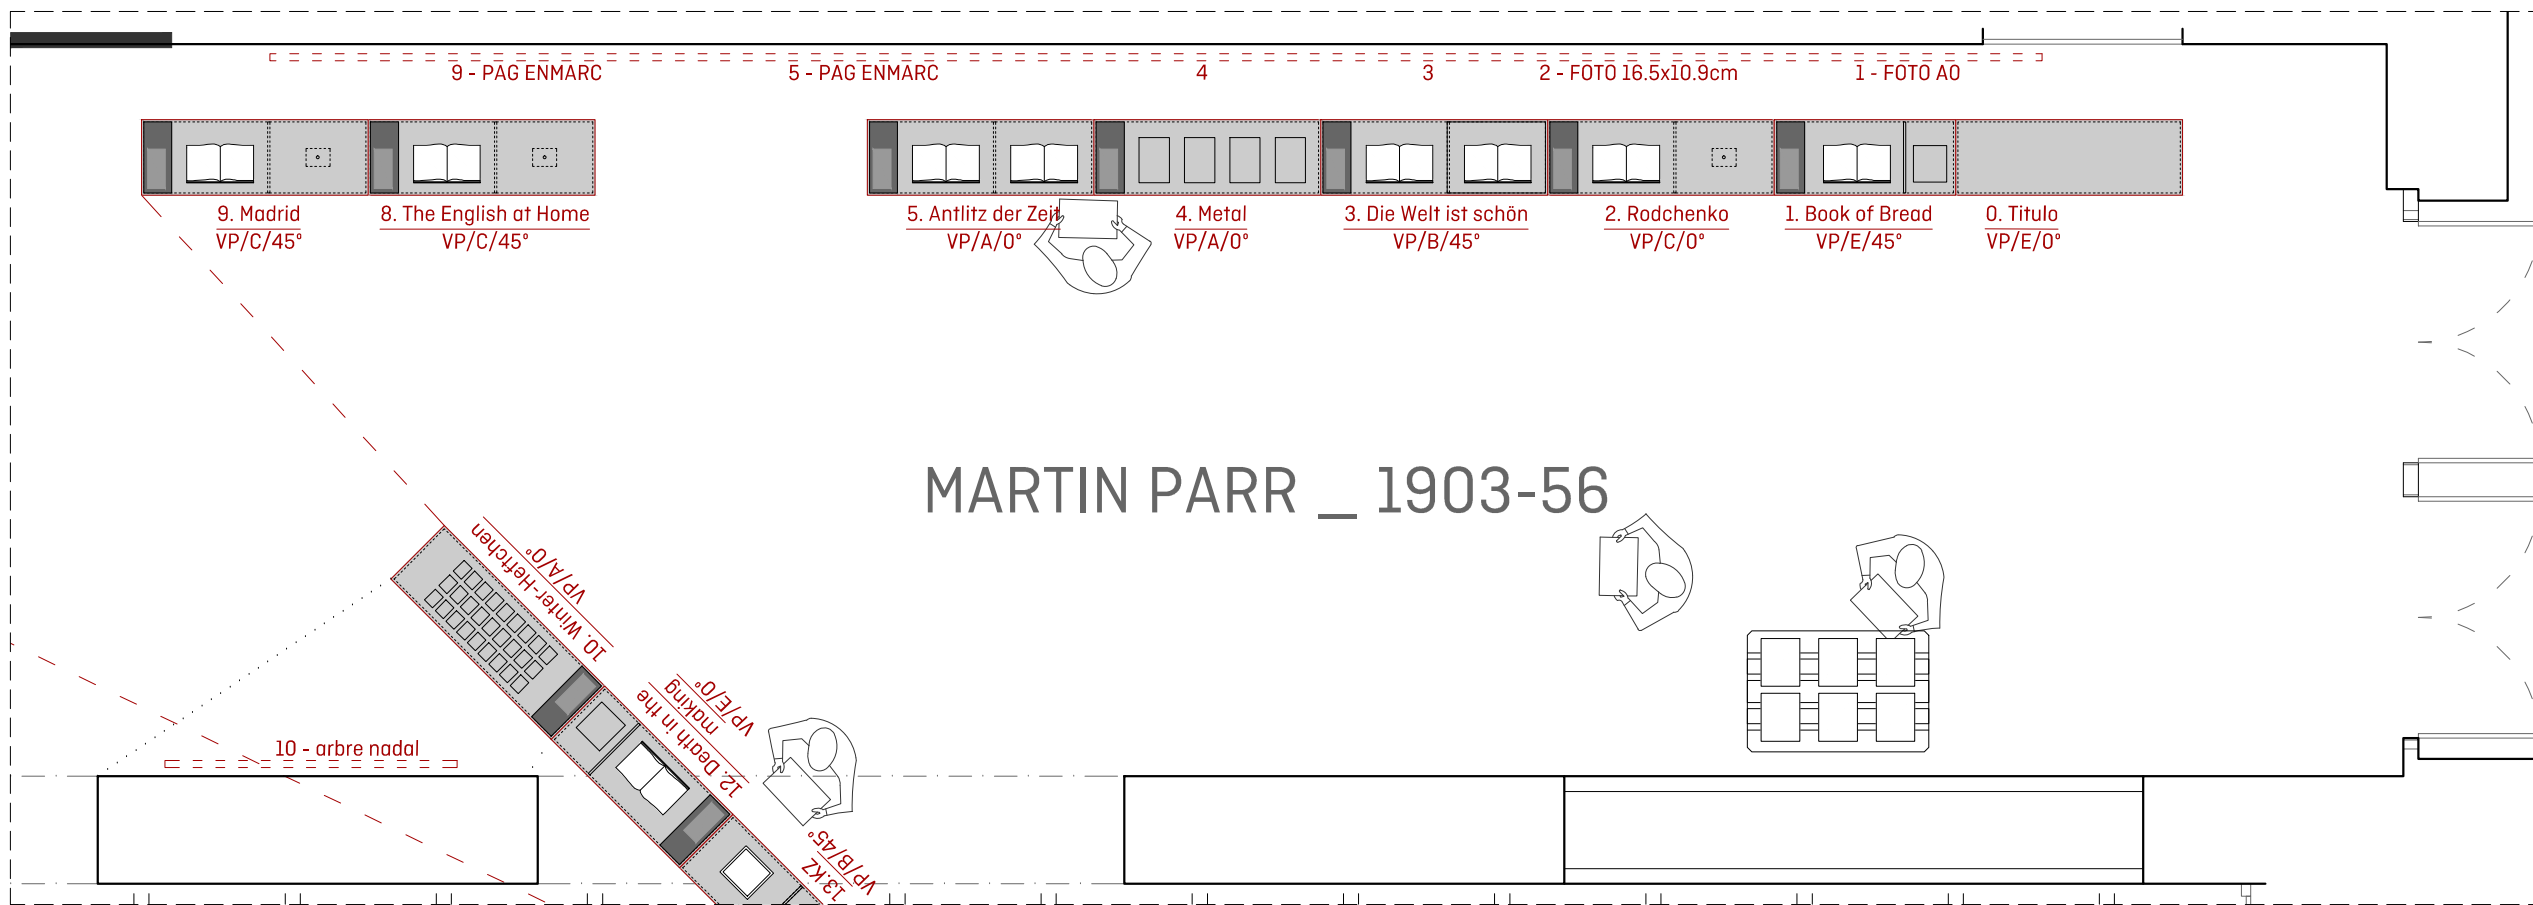 9 - PAG ENMARC
5 - PAG ENMARC
4
3
2 - FOTO 16.5x10.9cm
1 - FOTO A0
9. Madrid
VP/C/45°
8. The English at Home
VP/C/45°
5. Antlitz der Zeit
VP/A/0°
4. Metal
VP/A/0°
3. Die Welt ist schön
VP/B/45°
2. Rodchenko
VP/C/0°
1. Book of Bread
VP/E/45°
0. Titulo
VP/E/0°
MARTIN PARR _ 1903-56
10. Winter-Heftchen
VP/A/0°
12. Death in the
making
VP/E/0°
13.KZ
VP/B/45°
10 - arbre nadal